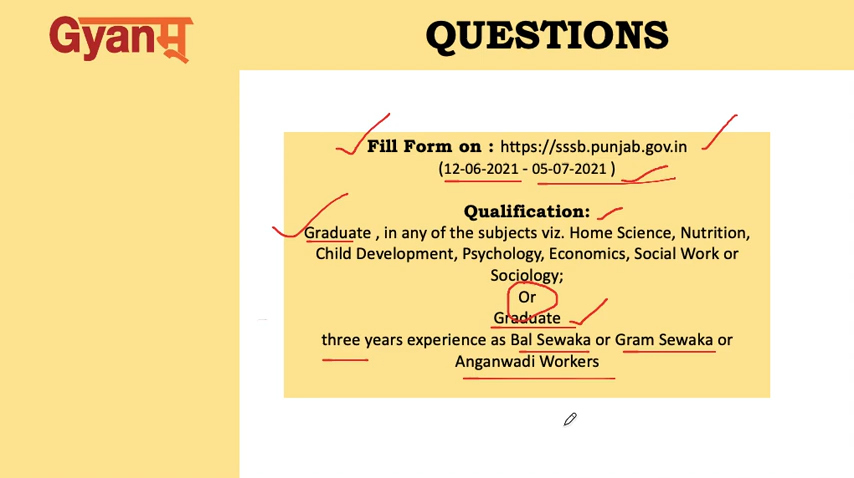 Gyanम्
QUESTIONS
Fill Form on : https://sssb.punjab.gov.in
(12-06-2021 - 05-07-2021 )
Qualification:
Graduate , in any of the subjects viz. Home Science, Nutrition,
Child Development, Psychology, Economics, Social Work or
Sociology;
Or
Graduate
three years experience as Bal Sewaka or Gram Sewaka or
Anganwadi Workers